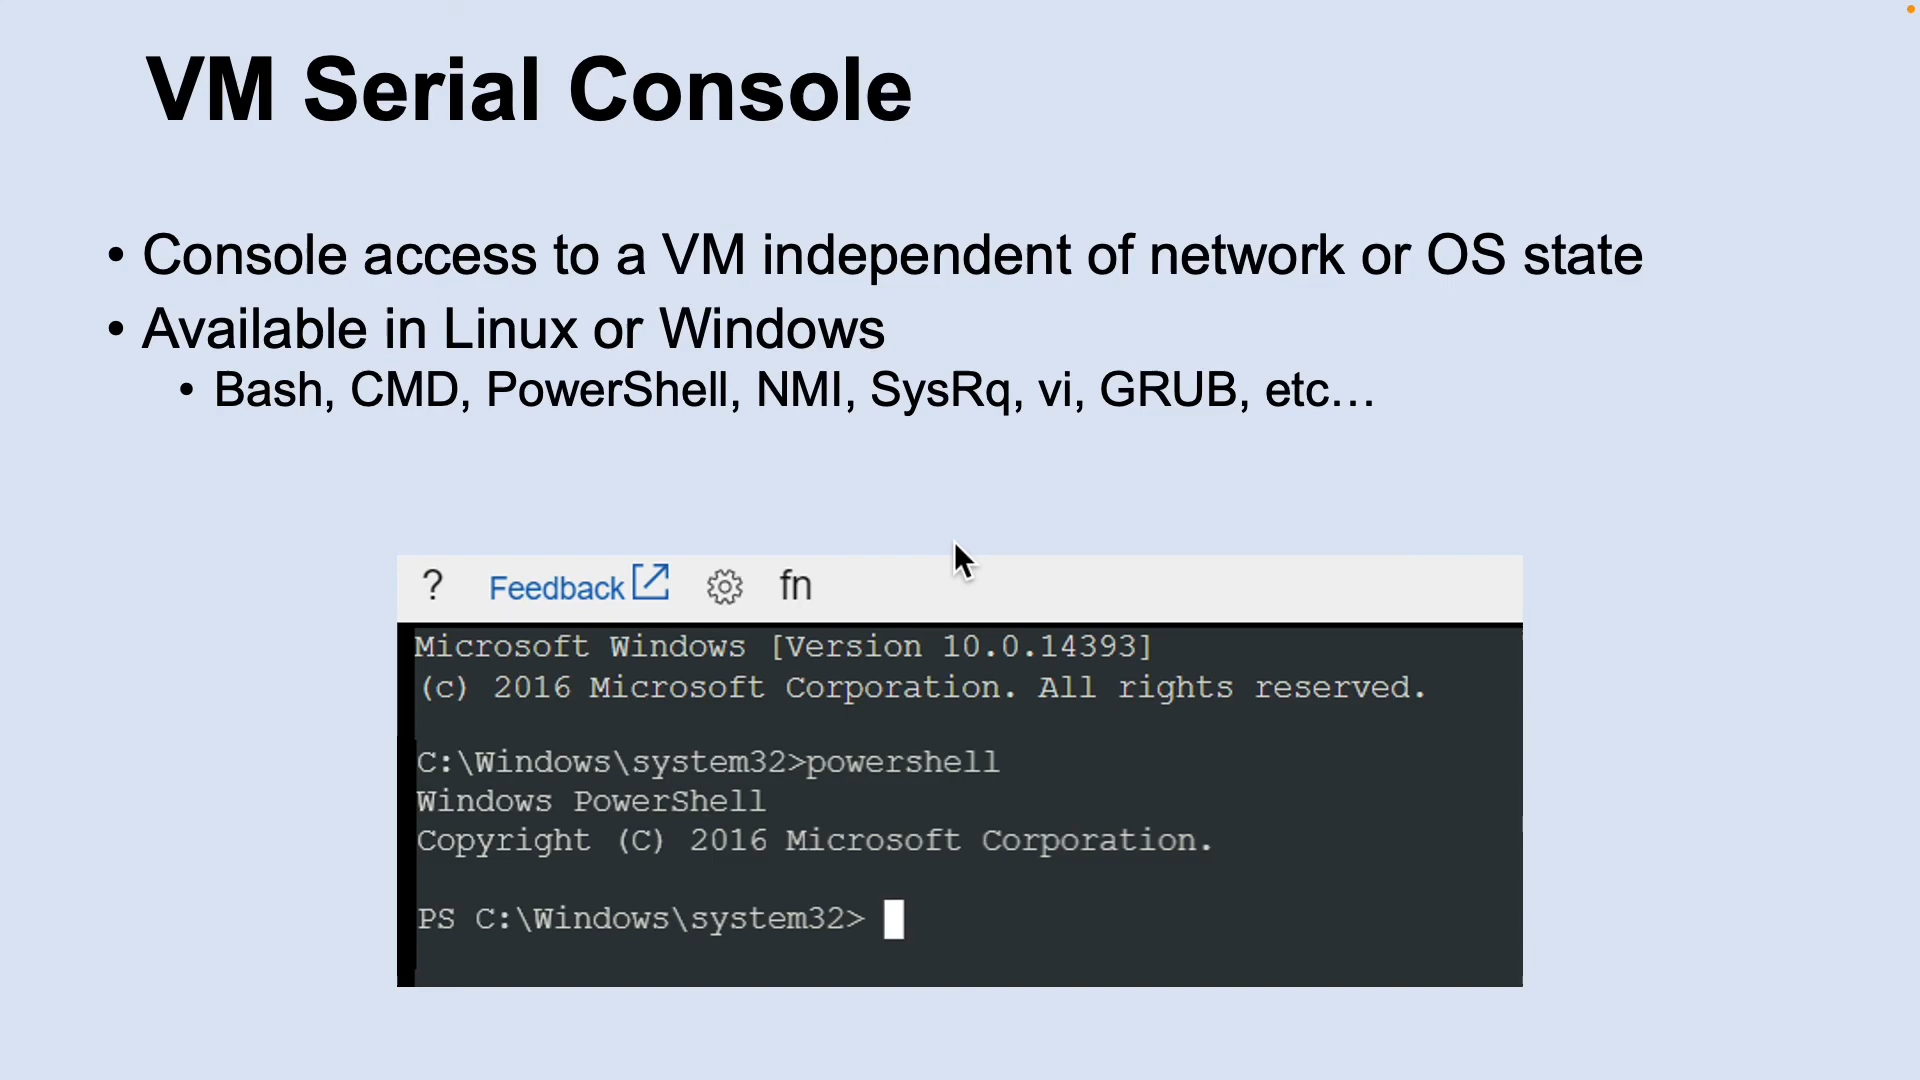 VM Serial Console
• Console access to a VM independent of network or OS state
• Available in Linux or Windows
• Bash, CMD, PowerShell, NMI, SysRq, vi, GRUB, etc…
? Feedback fn
Microsoft Windows [Version 10.0.14393]
(c) 2016 Microsoft Corporation. All rights reserved.
C:\Windows\system32>powershell
Windows PowerShell
Copyright (C) 2016 Microsoft Corporation.
PS C:\Windows\system32>